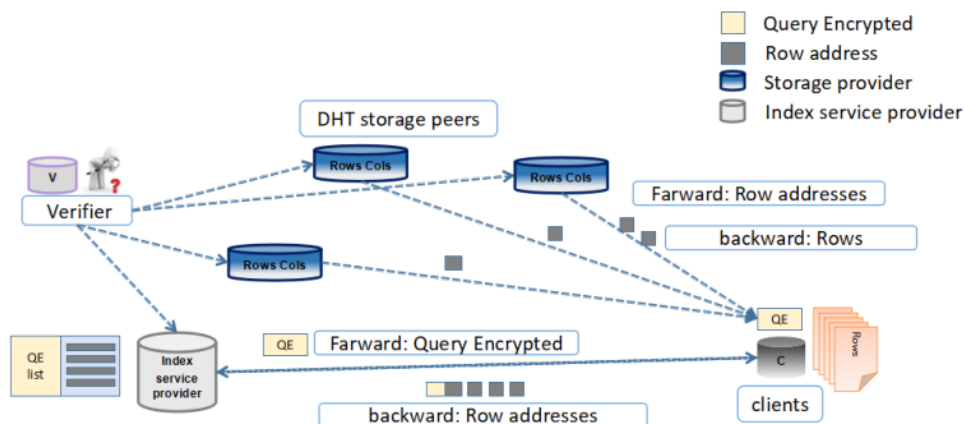 Query Encrypted
Row address
Storage provider
Index service provider
DHT storage peers
Rows Cols
Rows Cols
V
?
Verifier
Farward: Row addresses
backward: Rows
Rows Cols
QE
list
Index
service
provider
QE
Farward: Query Encrypted
backward: Row addresses
QE
C
Rows
clients